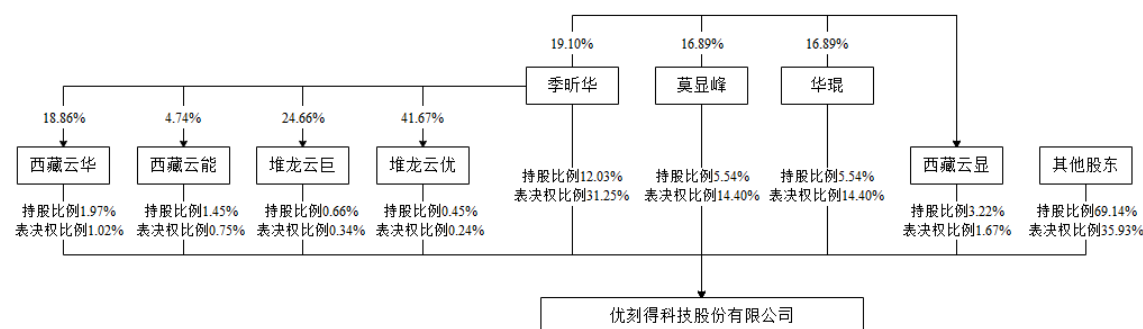 19.10%
16.89%
16.89%
季昕华
莫显峰
华琨
18.86%
4.74%
24.66%
41.67%
西藏云华
西藏云能
堆龙云巨
堆龙云优
西藏云显
其他股东
持股比例12.03%
表决权比例31.25%
持股比例5.54%
表决权比例14.40%
持股比例5.54%
表决权比例14.40%
持股比例1.97%
表决权比例1.02%
持股比例1.45%
表决权比例0.75%
持股比例0.66%
表决权比例0.34%
持股比例0.45%
表决权比例0.24%
持股比例3.22%
表决权比例1.67%
持股比例69.14%
表决权比例35.93%
优刻得科技股份有限公司